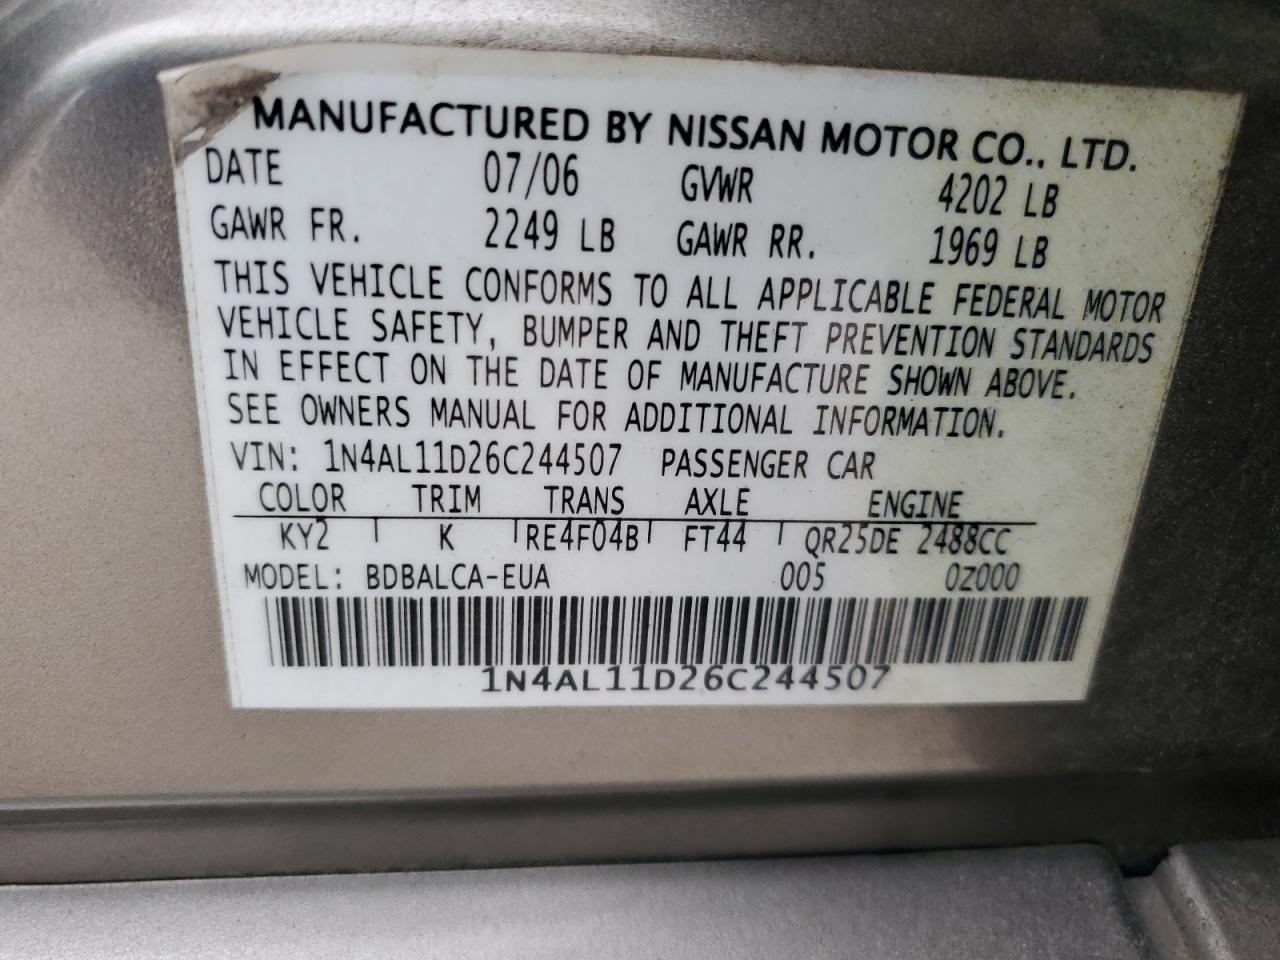 MANUFACTURED BY NISSAN MOTOR CO., LTD.
DATE 07/06 GVWR 4202 LB
GAWR FR. 2249 LB GAWR RR. 1969 LB
THIS VEHICLE CONFORMS TO ALL APPLICABLE FEDERAL MOTOR
VEHICLE SAFETY, BUMPER AND THEFT PREVENTION STANDARDS
IN EFFECT ON THE DATE OF MANUFACTURE SHOWN ABOVE.
SEE OWNERS MANUAL FOR ADDITIONAL INFORMATION.
VIN: 1N4AL11D26C244507 PASSENGER CAR
COLOR TRIM TRANS AXLE ENGINE
KY2 K RE4F04B FT44 QR25DE 2488CC
MODEL: BDBALCA-EUA 005 0Z000
1N4AL11D26C244507